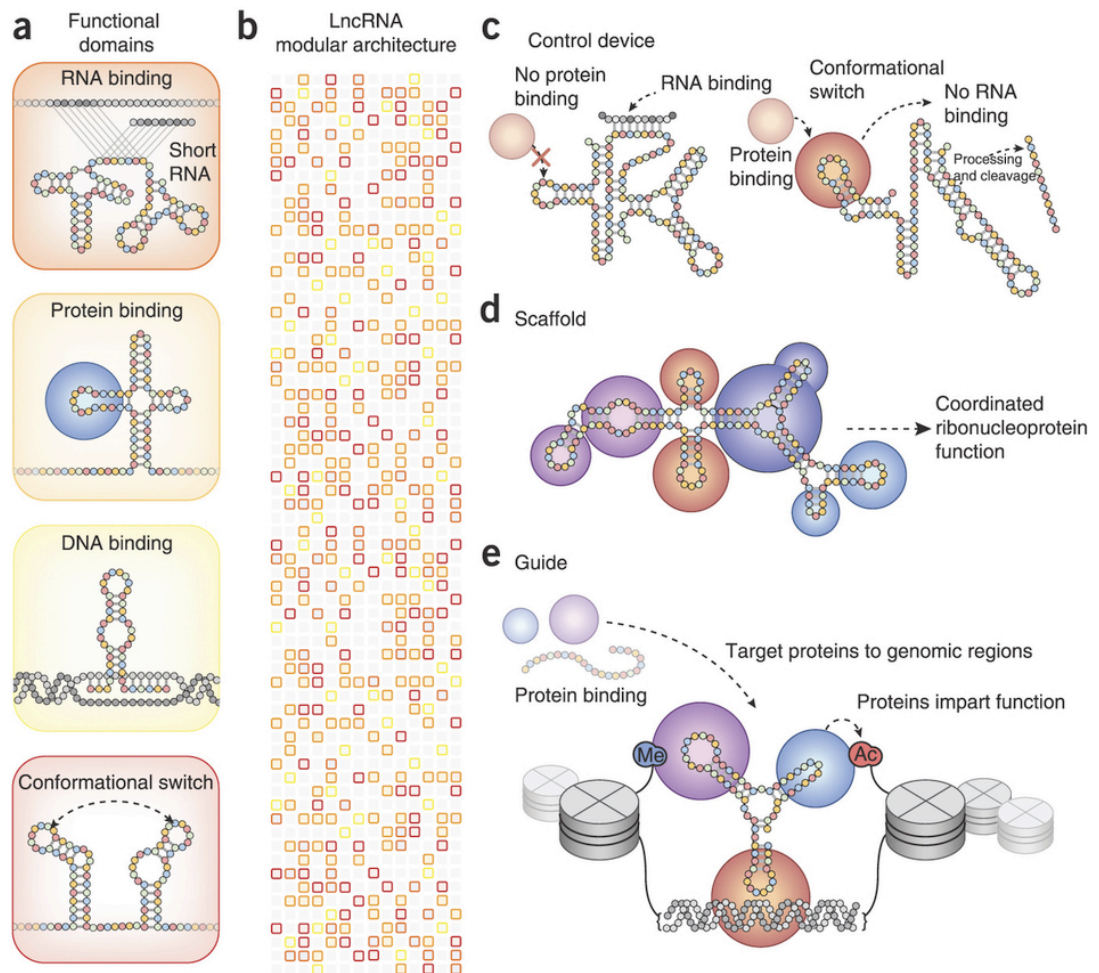 a
Functional
domains
RNA binding
Short
RNA
Protein binding
DNA binding
Conformational switch
b
LncRNA
modular architecture
c
Control device
No protein
binding
RNA binding
Conformational
switch
Protein
binding
No RNA
binding
Processing
and cleavage
d
Scaffold
Coordinated
ribonucleoprotein
function
e
Guide
Protein binding
Target proteins to genomic regions
Proteins impart function
Me
Ac